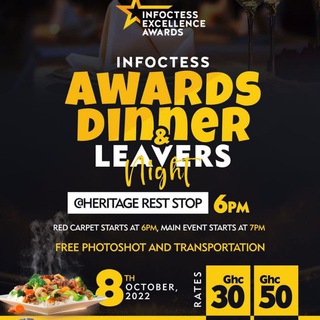 INFOCTESS
EXCELLENCE
AWARDS
INFOCTESS
AWARDS
DINNER
&
LEAVERS
Night
@HERITAGE REST STOP 6PM
RED CARPET STARTS AT 6PM, MAIN EVENT STARTS AT 7PM
FREE PHOTOSHOT AND TRANSPORTATION
8TH
OCTOBER,
2022
RATES
Ghc
30
Ghc
50